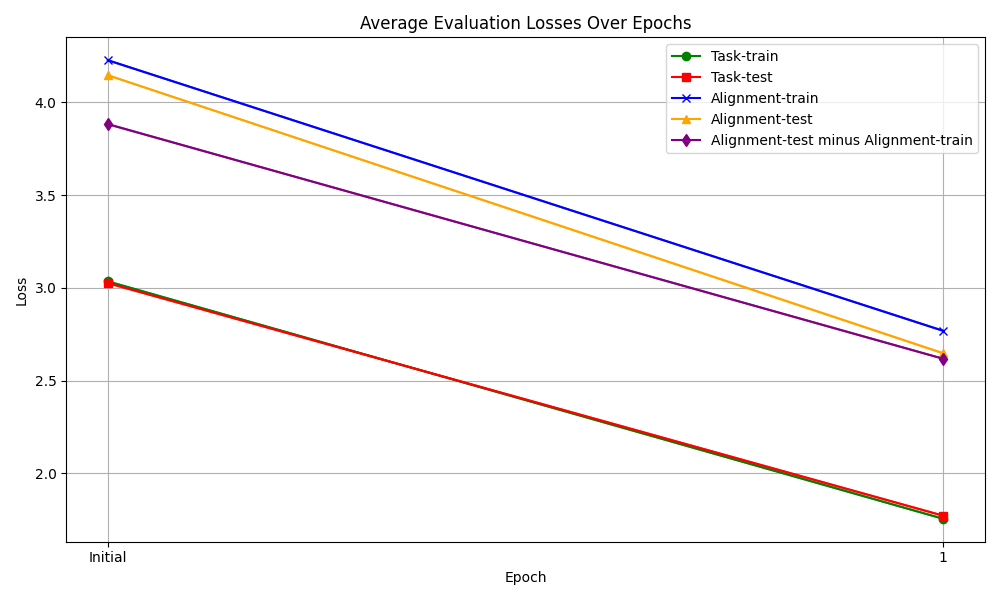 Average Evaluation Losses Over Epochs
Task-train
Task-test
Alignment-train
Alignment-test
Alignment-test minus Alignment-train
4.0
3.5
3.0
2.5
2.0
Loss
Initial
1
Epoch